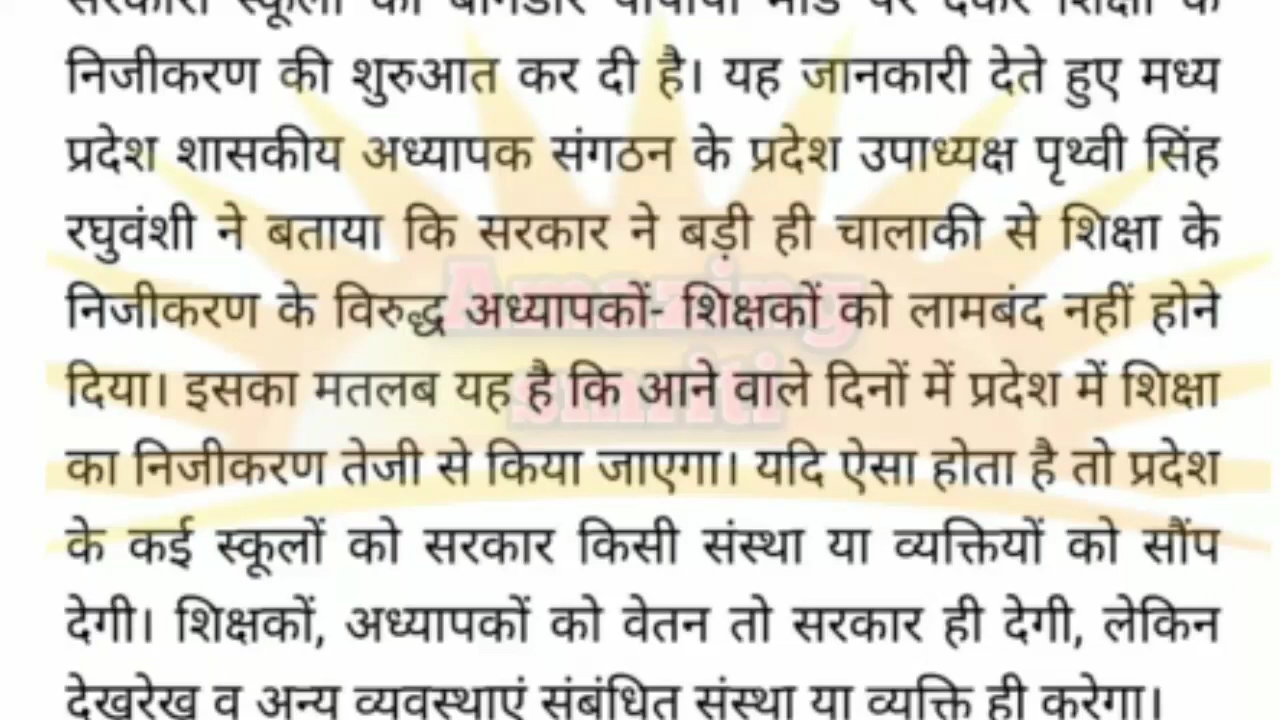 निजीकरण की शुरुआत कर दी है। यह जानकारी देते हुए मध्य
प्रदेश शासकीय अध्यापक संगठन के प्रदेश उपाध्यक्ष पृथ्वी सिंह
रघुवंशी ने बताया कि सरकार ने बड़ी ही चालाकी से शिक्षा के
निजीकरण के विरुद्ध अध्यापकों- शिक्षकों को लामबंद नहीं होने
दिया। इसका मतलब यह है कि आने वाले दिनों में प्रदेश में शिक्षा
का निजीकरण तेजी से किया जाएगा। यदि ऐसा होता है तो प्रदेश
के कई स्कूलों को सरकार किसी संस्था या व्यक्तियों को सौंप
देगी। शिक्षकों, अध्यापकों को वेतन तो सरकार ही देगी, लेकिन
देखरेख व अन्य व्यवस्थाएं संबंधित संस्था या व्यक्ति ही करेगा।
Amazing
smriti